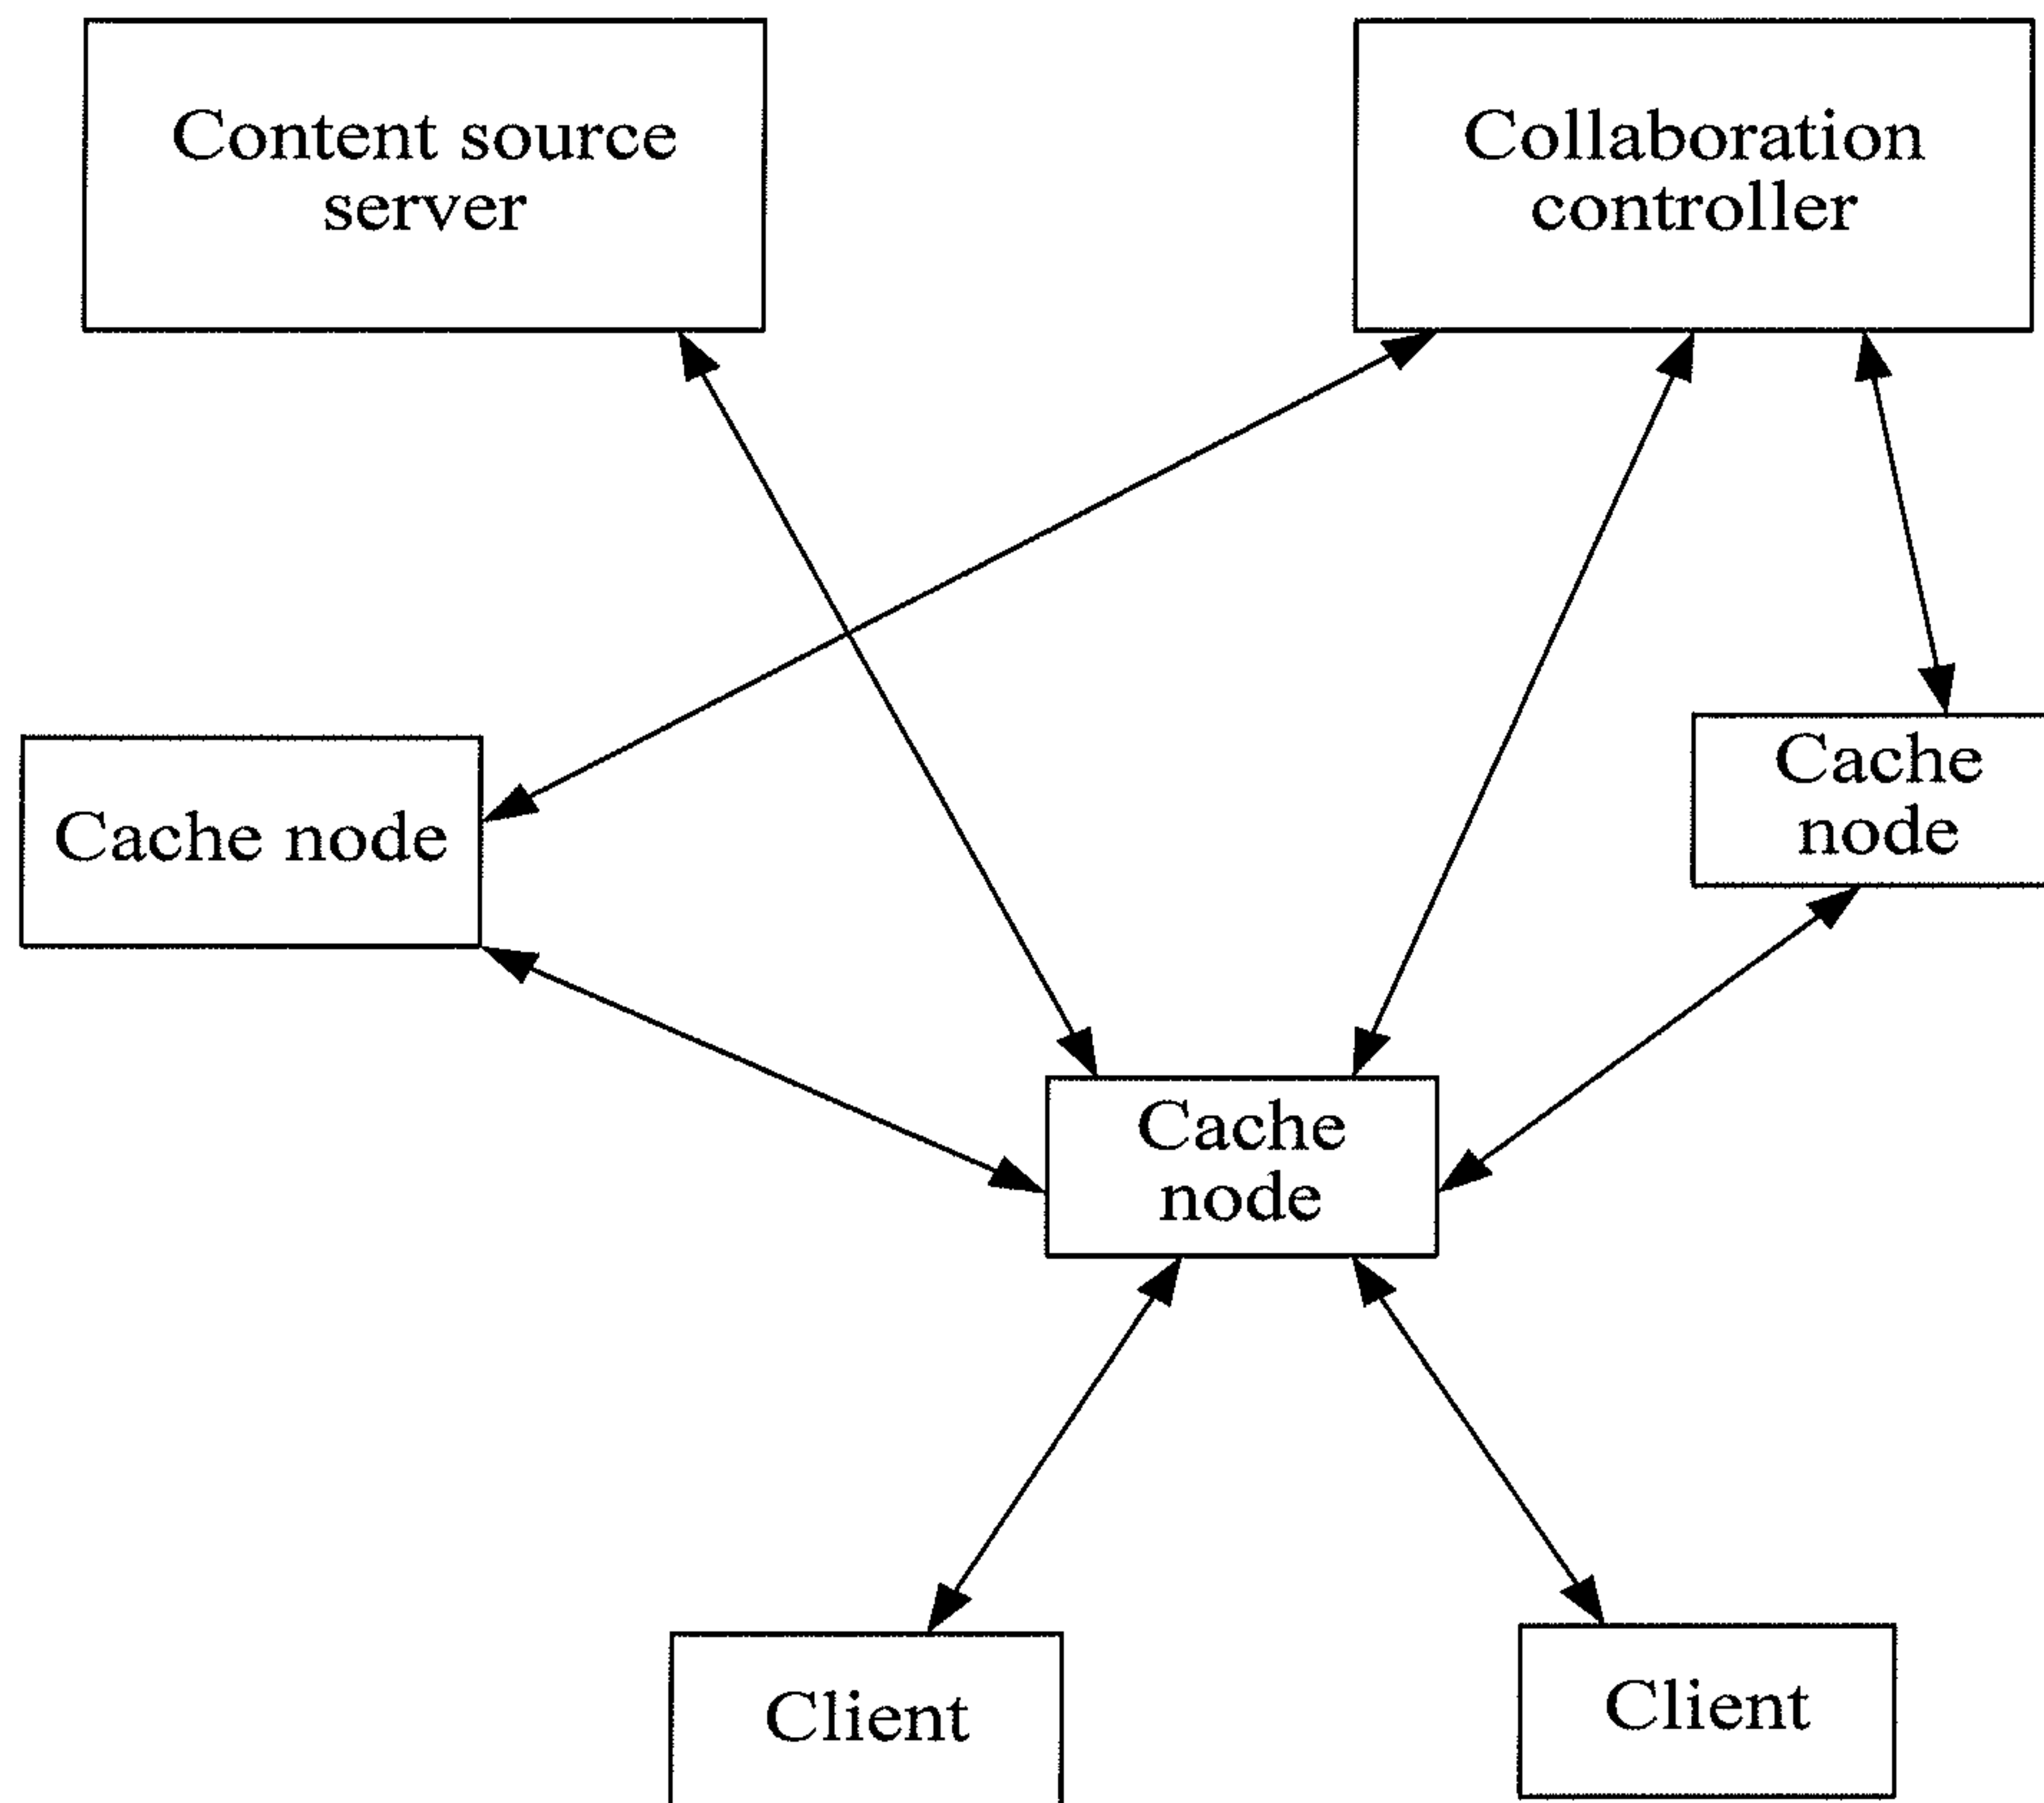 Content source
server
Collaboration
controller
Cache node
Cache
node
Cache
node
Client
Client